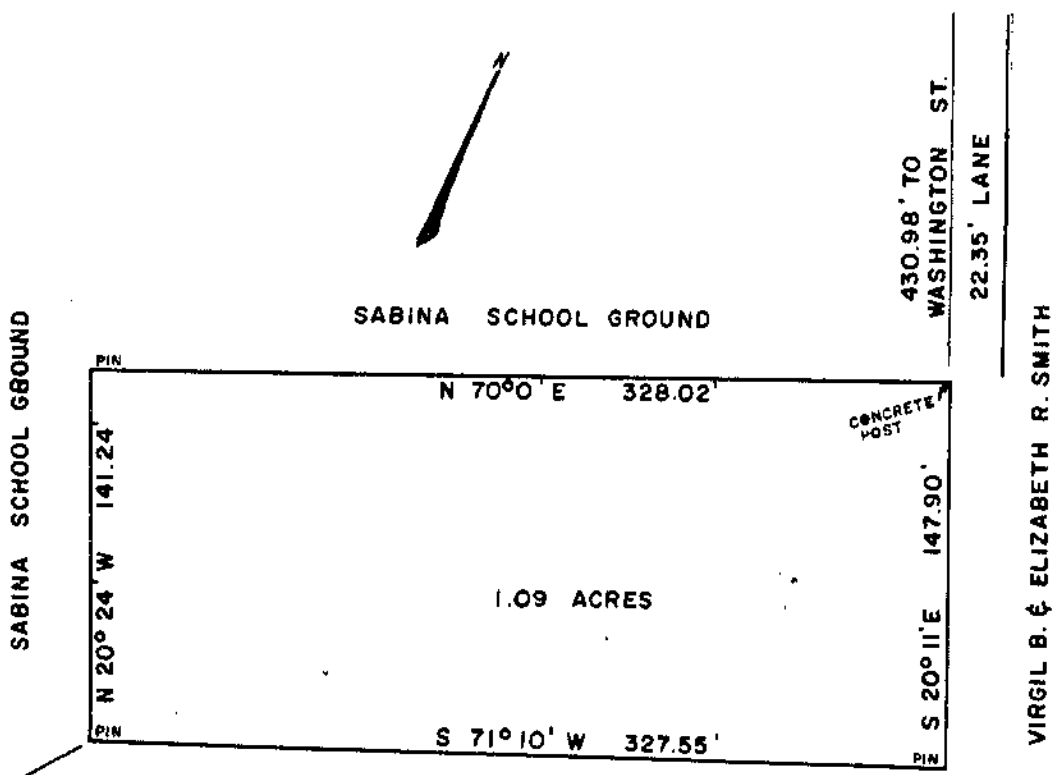 N
430.98' TO
WASHINGTON ST.
22.35' LANE
SABINA SCHOOL GROUND
SABINA SCHOOL GROUND
PIN
N 70°0' E 328.02'
CONCRETE
POST
N 20° 24' W 141.24'
147.90'
S 20° 11' E
VIRGIL B. & ELIZABETH R. SMITH
1.09 ACRES
PIN
S 71° 10' W 327.55'
PIN